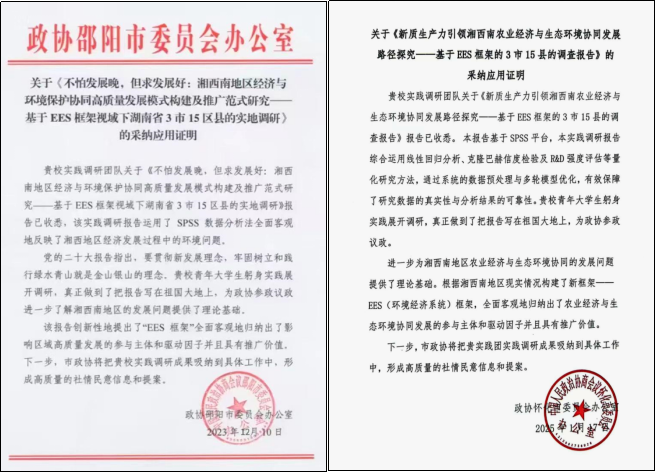 政协邵阳市委员会办公室
关于《不怕发展晚，但求发展好：湘西南地区经济与
环境保护协同高质量发展模式构建及推广范式研究——
基于 EES 框架视域下湖南省 3 市 15 区县的实地调研》
的采纳应用证明
贵校实践调研团队关于《不怕发展晚，但求发展好：湘西
南地区经济与环境保护协同高质量发展模式构建及推广范式研
究——基于 EES 框架视域下湖南省 3 市 15 区县的实地调研》报
告已收悉，该实践调研报告运用了 SPSS 数据分析法全面客观
地反映了湘西地区经济发展过程中的环境问题。
党的二十大报告指出，要贯彻新发展理念，牢固树立和践
行绿水青山就是金山银山的理念。贵校青年大学生躬身实践展
开调研，真正做到了把报告写在祖国大地上，为政协参政议政
进一步了解湘西南地区的发展问题提供了理论基础。
该报告创新性地提出了“EES 框架”全面客观地归纳出了影
响区域高质量发展的参与主体和驱动因子并且具有推广价值。
下一步，市政协将把贵校实践调研成果吸纳到具体工作中，形
成高质量的社情民意信息和提案。
政协邵阳市委员会办公室
2023年12月10日
关于《新质生产力引领湘西南农业经济与生态环境协同发展
路径探究——基于 EES 框架的 3 市 15 县的调查报告》的
采纳应用证明
贵校实践调研团队关于《新质生产力引领湘西南农业经济与
生态环境协同发展路径探究——基于 EES 框架的 3 市 15 县的调
查报告》报告已收悉。本报告基于SPSS 平台，本实践调研报告
综合运用线性回归分析、克隆巴赫信度检验及R&D 强度评估等量
化研究方法，通过系统的数据预处理与多轮模型优化，有效保障
了研究数据的真实性与分析结果的可靠性。贵校青年大学生躬身
实践展开调研，真正做到了把报告写在祖国大地上，为政协参政
议政。
进一步为湘西南地区农业经济与生态环境协同的发展问题
提供了理论基础。根据湘西南地区现实情况构建了新框架——
EES（环境经济系统）框架，全面客观地归纳出了农业经济与生
态环境协同发展的参与主体和驱动因子并且具有推广价值。
下一步，市政协将把贵实践团实践调研成果吸纳到具体工作
中，形成高质量的社情民意信息和提案。
政协怀化市委员会办公室
2025年1月17日